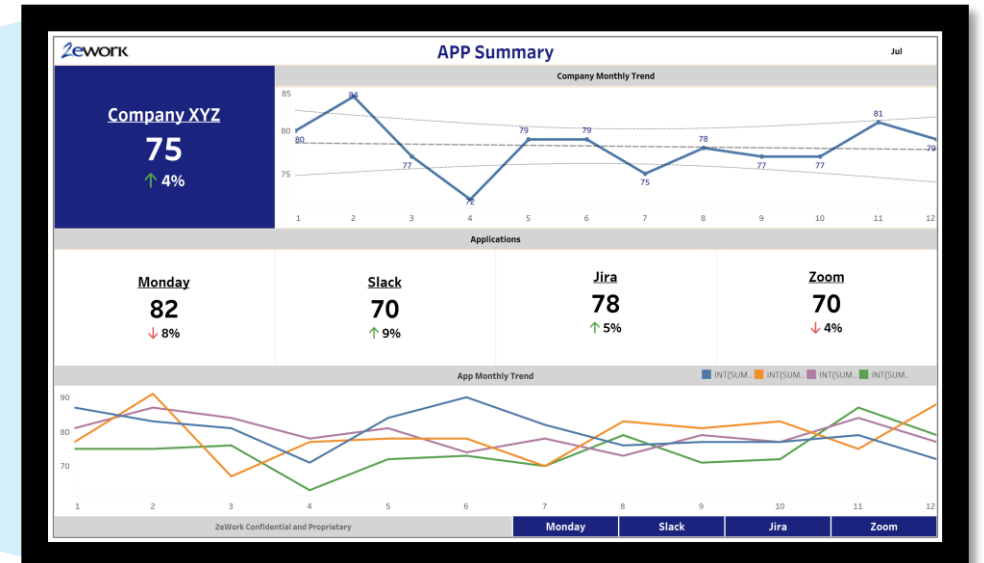 2ework
APP Summary
Jul
Company Monthly Trend
Company XYZ
75
↑ 4%
85
80
75
80
84
77
72
79
79
75
78
77
77
81
79
1 2 3 4 5 6 7 8 9 10 11 12
Applications
Monday
82
↓ 8%
Slack
70
↑ 9%
Jira
78
↑ 5%
Zoom
70
↓ 4%
App Monthly Trend
INT(SUM.. INT(SUM.. INT(SUM.. INT(SUM..
90
80
70
1 2 3 4 5 6 7 8 9 10 11 12
2eWork Confidential and Proprietary
Monday Slack Jira Zoom